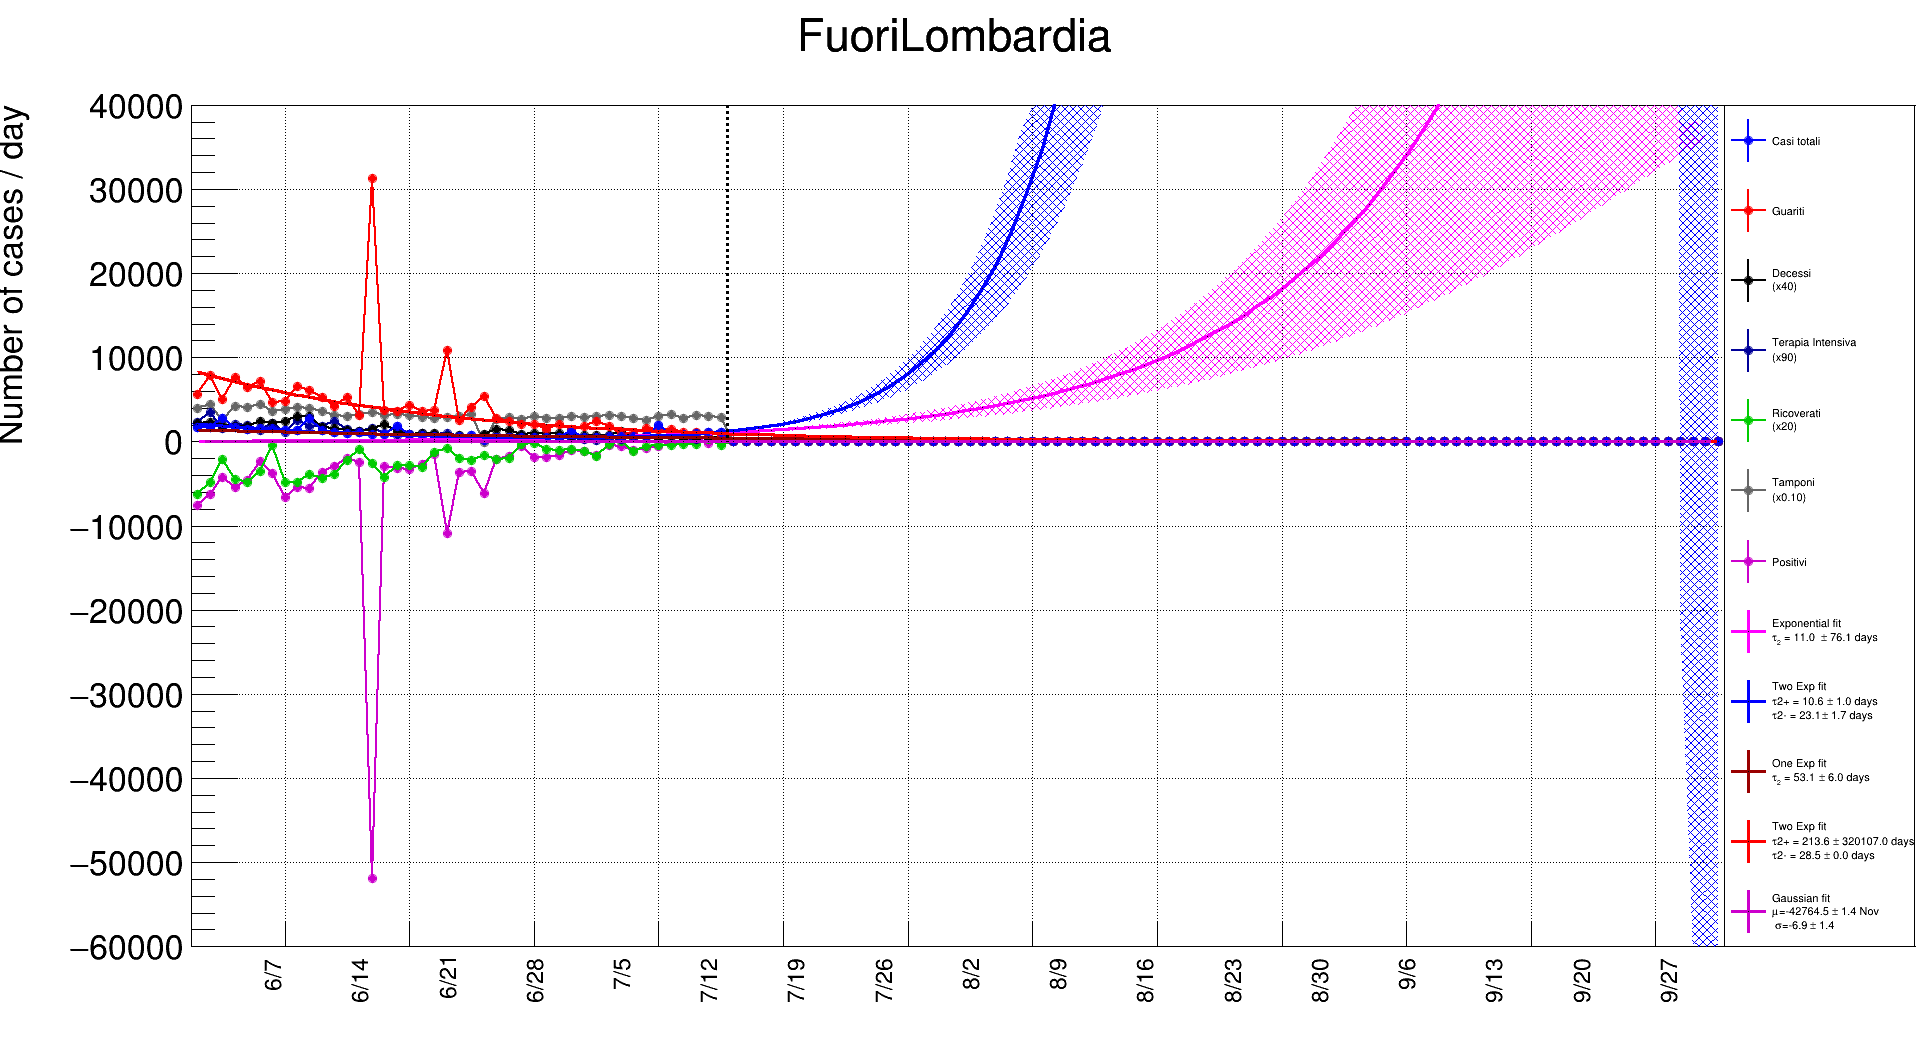 FuoriLombardia
Number of cases / day
40000
30000
20000
10000
0
−10000
−20000
−30000
−40000
−50000
−60000
6/7
6/14
6/21
6/28
7/5
7/12
7/19
7/26
8/2
8/9
8/16
8/23
8/30
9/6
9/13
9/20
9/27
Casi totali
Guariti
Decessi
(x40)
Terapia Intensiva
(x90)
Ricoverati
(x20)
Tamponi
(x0.10)
Positivi
Exponential fit
τ2 = 11.0 ± 76.1 days
Two Exp fit
τ2+ = 10.6 ± 1.0 days
τ2- = 23.1 ± 1.7 days
One Exp fit
τ2 = 53.1 ± 6.0 days
Two Exp fit
τ2+ = 213.6 ± 320107.0 days
τ2- = 28.5 ± 0.0 days
Gaussian fit
μ=-42764.5 ± 1.4 Nov
σ=-6.9 ± 1.4